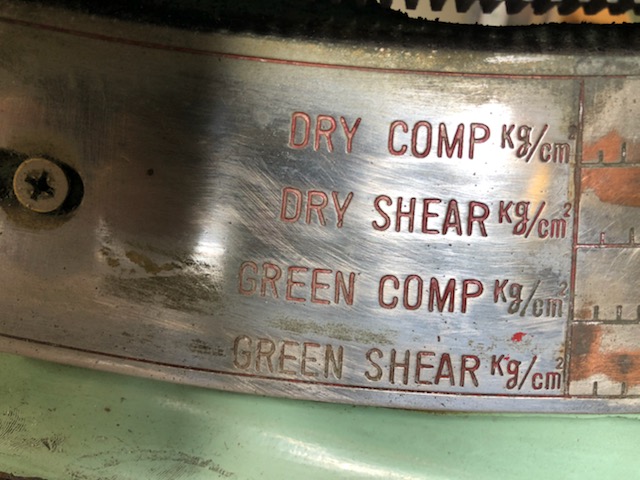 DRY COMP Kg/cm²
DRY SHEAR Kg/cm²
GREEN COMP Kg/cm²
GREEN SHEAR Kg/cm²